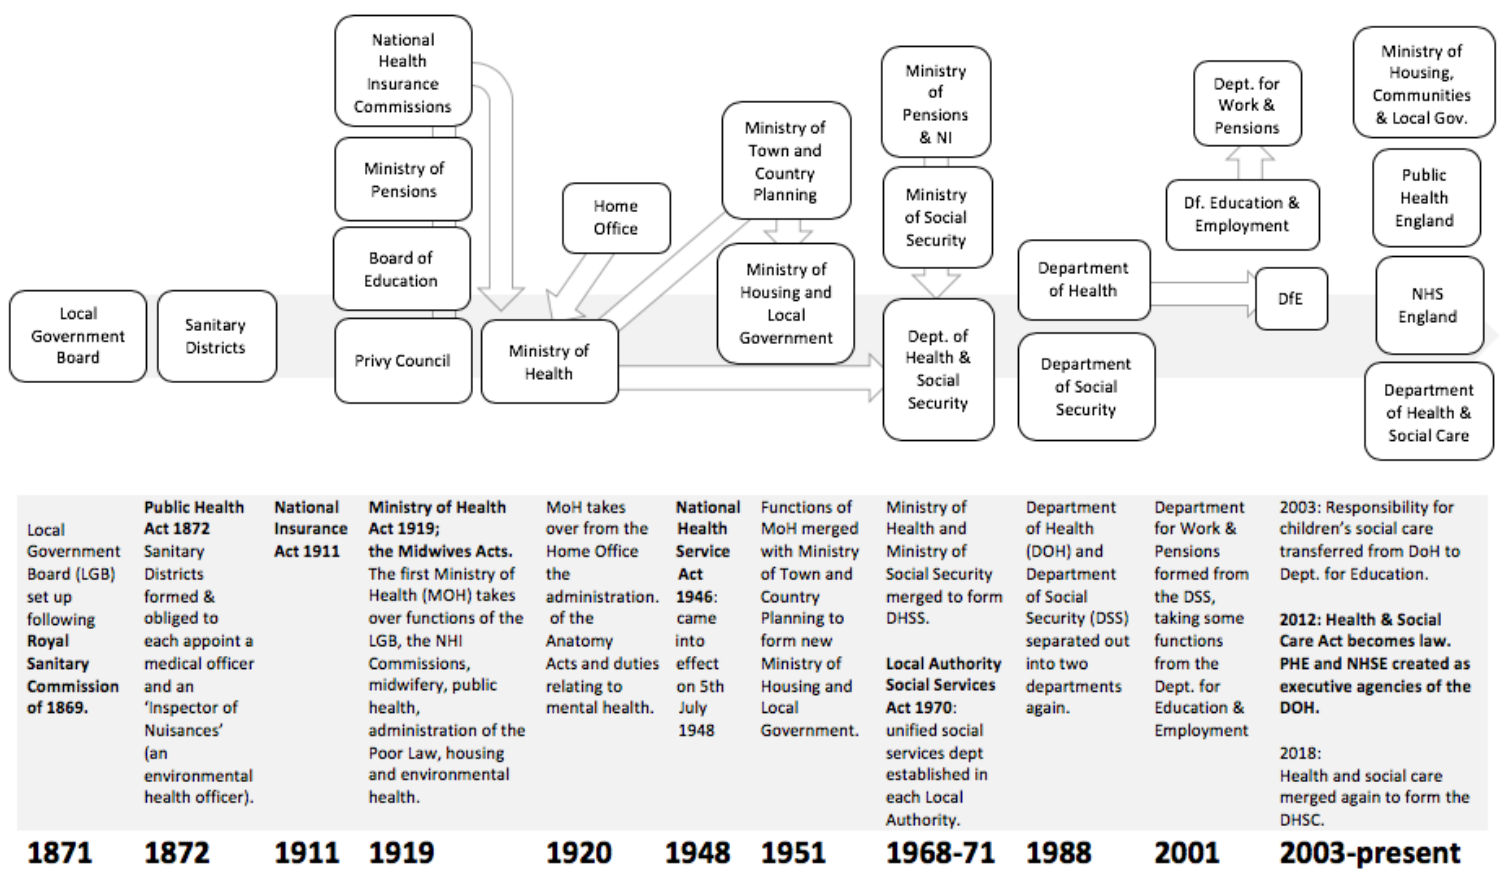 National
Health
Insurance
Commissions
Ministry of
Pensions
Board of
Education
Privy Council
Local
Government
Board
Sanitary
Districts
Ministry of
Health
Home
Office
Ministry of
Town and
Country
Planning
Ministry of
Housing and
Local
Government
Ministry
of
Pensions
& NI
Ministry
of Social
Security
Dept. of
Health &
Social
Security
Department
of Health
Department
of Social
Security
Dept. for
Work &
Pensions
Df. Education &
Employment
DfE
Ministry of
Housing,
Communities
& Local Gov.
Public
Health
England
NHS
England
Department
of Health &
Social Care
Local
Government
Board (LGB)
set up
following
Royal
Sanitary
Commission
of 1869.
1871
Public Health
Act 1872
Sanitary
Districts
formed &
obliged to
each appoint a
medical officer
and an
‘Inspector of
Nuisances’
(an
environmental
health officer).
1872
National
Insurance
Act 1911
1911
Ministry of Health
Act 1919;
the Midwives Acts.
The first Ministry of
Health (MOH) takes
over functions of the
LGB, the NHI
Commissions,
midwifery, public
health,
administration of the
Poor Law, housing
and environmental
health.
1919
MoH takes
over from the
Home Office
the
administration.
of the
Anatomy
Acts and duties
relating to
mental health.
1920
National
Health
Service
Act
1946:
came
into
effect
on 5th
July
1948
1948
Functions of
MoH merged
with Ministry
of Town and
Country
Planning to
form new
Ministry of
Housing and
Local
Government.
1951
Ministry of
Health and
Ministry of
Social Security
merged to form
DHSS.
Local Authority
Social Services
Act 1970:
unified social
services dept
established in
each Local
Authority.
1968-71
Department
of Health
(DOH) and
Department
of Social
Security (DSS)
separated out
into two
departments
again.
1988
Department
for Work &
Pensions
formed from
the DSS,
taking some
functions
from the
Dept. for
Education &
Employment
2001
2003: Responsibility for
children’s social care
transferred from DoH to
Dept. for Education.
2012: Health & Social
Care Act becomes law.
PHE and NHSE created as
executive agencies of the
DOH.
2018:
Health and social care
merged again to form the
DHSC.
2003-present